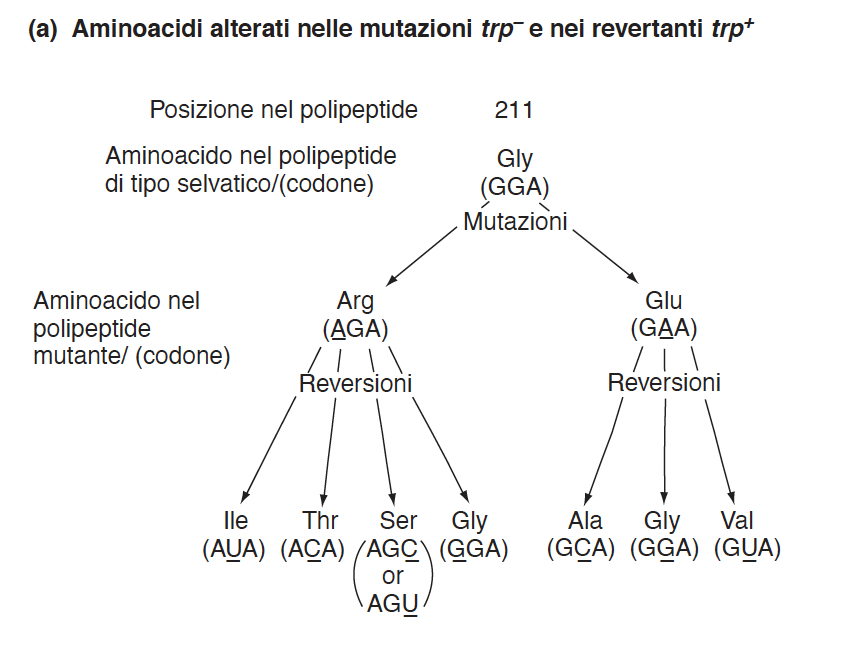 (a) Aminoacidi alterati nelle mutazioni trp⁻ e nei revertanti trp⁺
Posizione nel polipeptide 211
Aminoacido nel polipeptide
di tipo selvatico/(codone)
Gly
(GGA)
Mutazioni
Aminoacido nel
polipeptide
mutante/ (codone)
Arg
(AGA)
Glu
(GAA)
Reversioni Reversioni
Ile Thr Ser Gly Ala Gly Val
(AUA) (ACA) (AGC) (GGA) (GCA) (GGA) (GUA)
or
AGU